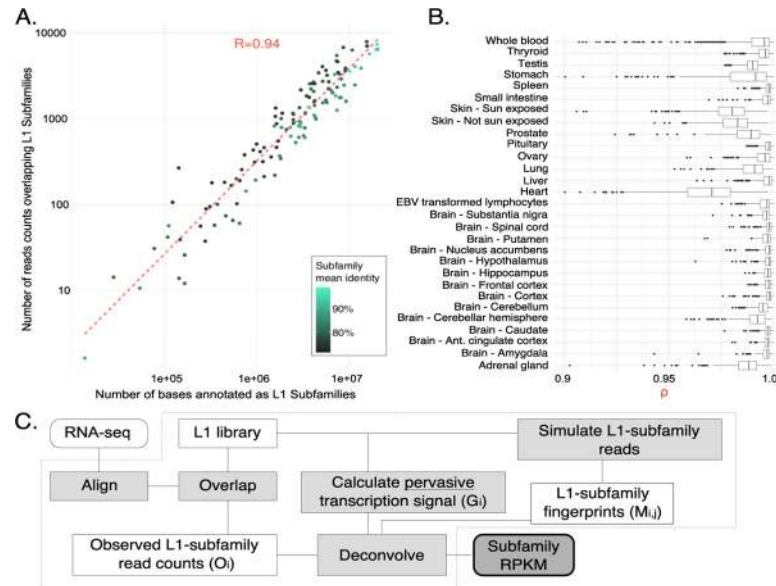 A.
R=0.94
Number of reads counts overlapping L1 Subfamilies
10000
1000
100
10
Subfamily
mean identity
90%
80%
1e+05 1e+06 1e+07
Number of bases annotated as L1 Subfamilies
B.
Whole blood
Thryroid
Testis
Stomach
Spleen
Small intestine
Skin - Sun exposed
Skin - Not sun exposed
Prostate
Pituitary
Ovary
Lung
Liver
Heart
EBV transformed lymphocytes
Brain - Substantia nigra
Brain - Spinal cord
Brain - Putamen
Brain - Nucleus accumbens
Brain - Hypothalamus
Brain - Hippocampus
Brain - Frontal cortex
Brain - Cortex
Brain - Cerebellum
Brain - Cerebellar hemisphere
Brain - Caudate
Brain - Ant. cingulate cortex
Brain - Amygdala
Adrenal gland
0.9 0.95 1.0
ρ
C.
RNA-seq
L1 library
Simulate L1-subfamily
reads
Align
Overlap
Calculate pervasive
transcription signal (Gi)
L1-subfamily
fingerprints (Mi,j)
Observed L1-subfamily
read counts (Oi)
Deconvolve
Subfamily
RPKM